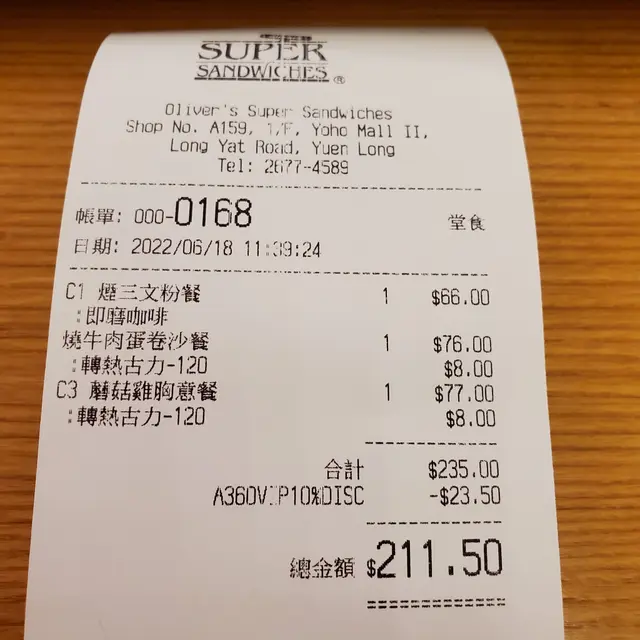 SUPER
SANDWICHES®
Oliver's Super Sandwiches
Shop No. A159, 1/F, Yoho Mall II,
Long Yat Road, Yuen Long
Tel: 2677-4589
帳單: 000-0168 堂食
日期: 2022/06/18 11:39:24
C1 煙三文粉餐 1 $66.00
:即磨咖啡
燒牛肉蛋卷沙餐 1 $76.00
:轉熱古力-120 $8.00
C3 蘑菇雞胸意餐 1 $77.00
:轉熱古力-120 $8.00
合計 $235.00
A360VIP10%DISC -$23.50
總金額 $211.50